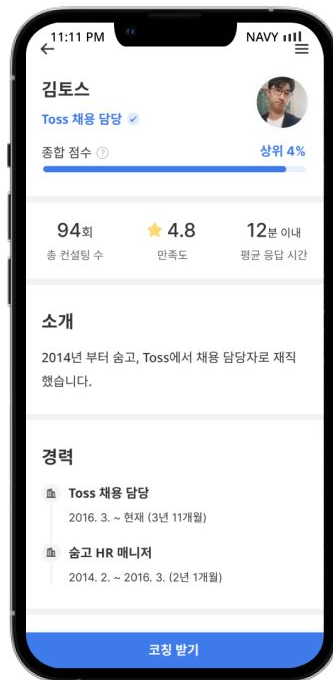 11:11 PM
NAVY
김토스
Toss 채용 담당
종합 점수 ?
상위 4%
94회
4.8
12분 이내
총 컨설팅 수
만족도
평균 응답 시간
소개
2014년 부터 숨고, Toss에서 채용 담당자로 재직
했습니다.
경력
Toss 채용 담당
2016. 3. ~ 현재 (3년 11개월)
숨고 HR 매니저
2014. 2. ~ 2016. 3. (2년 1개월)
코칭 받기